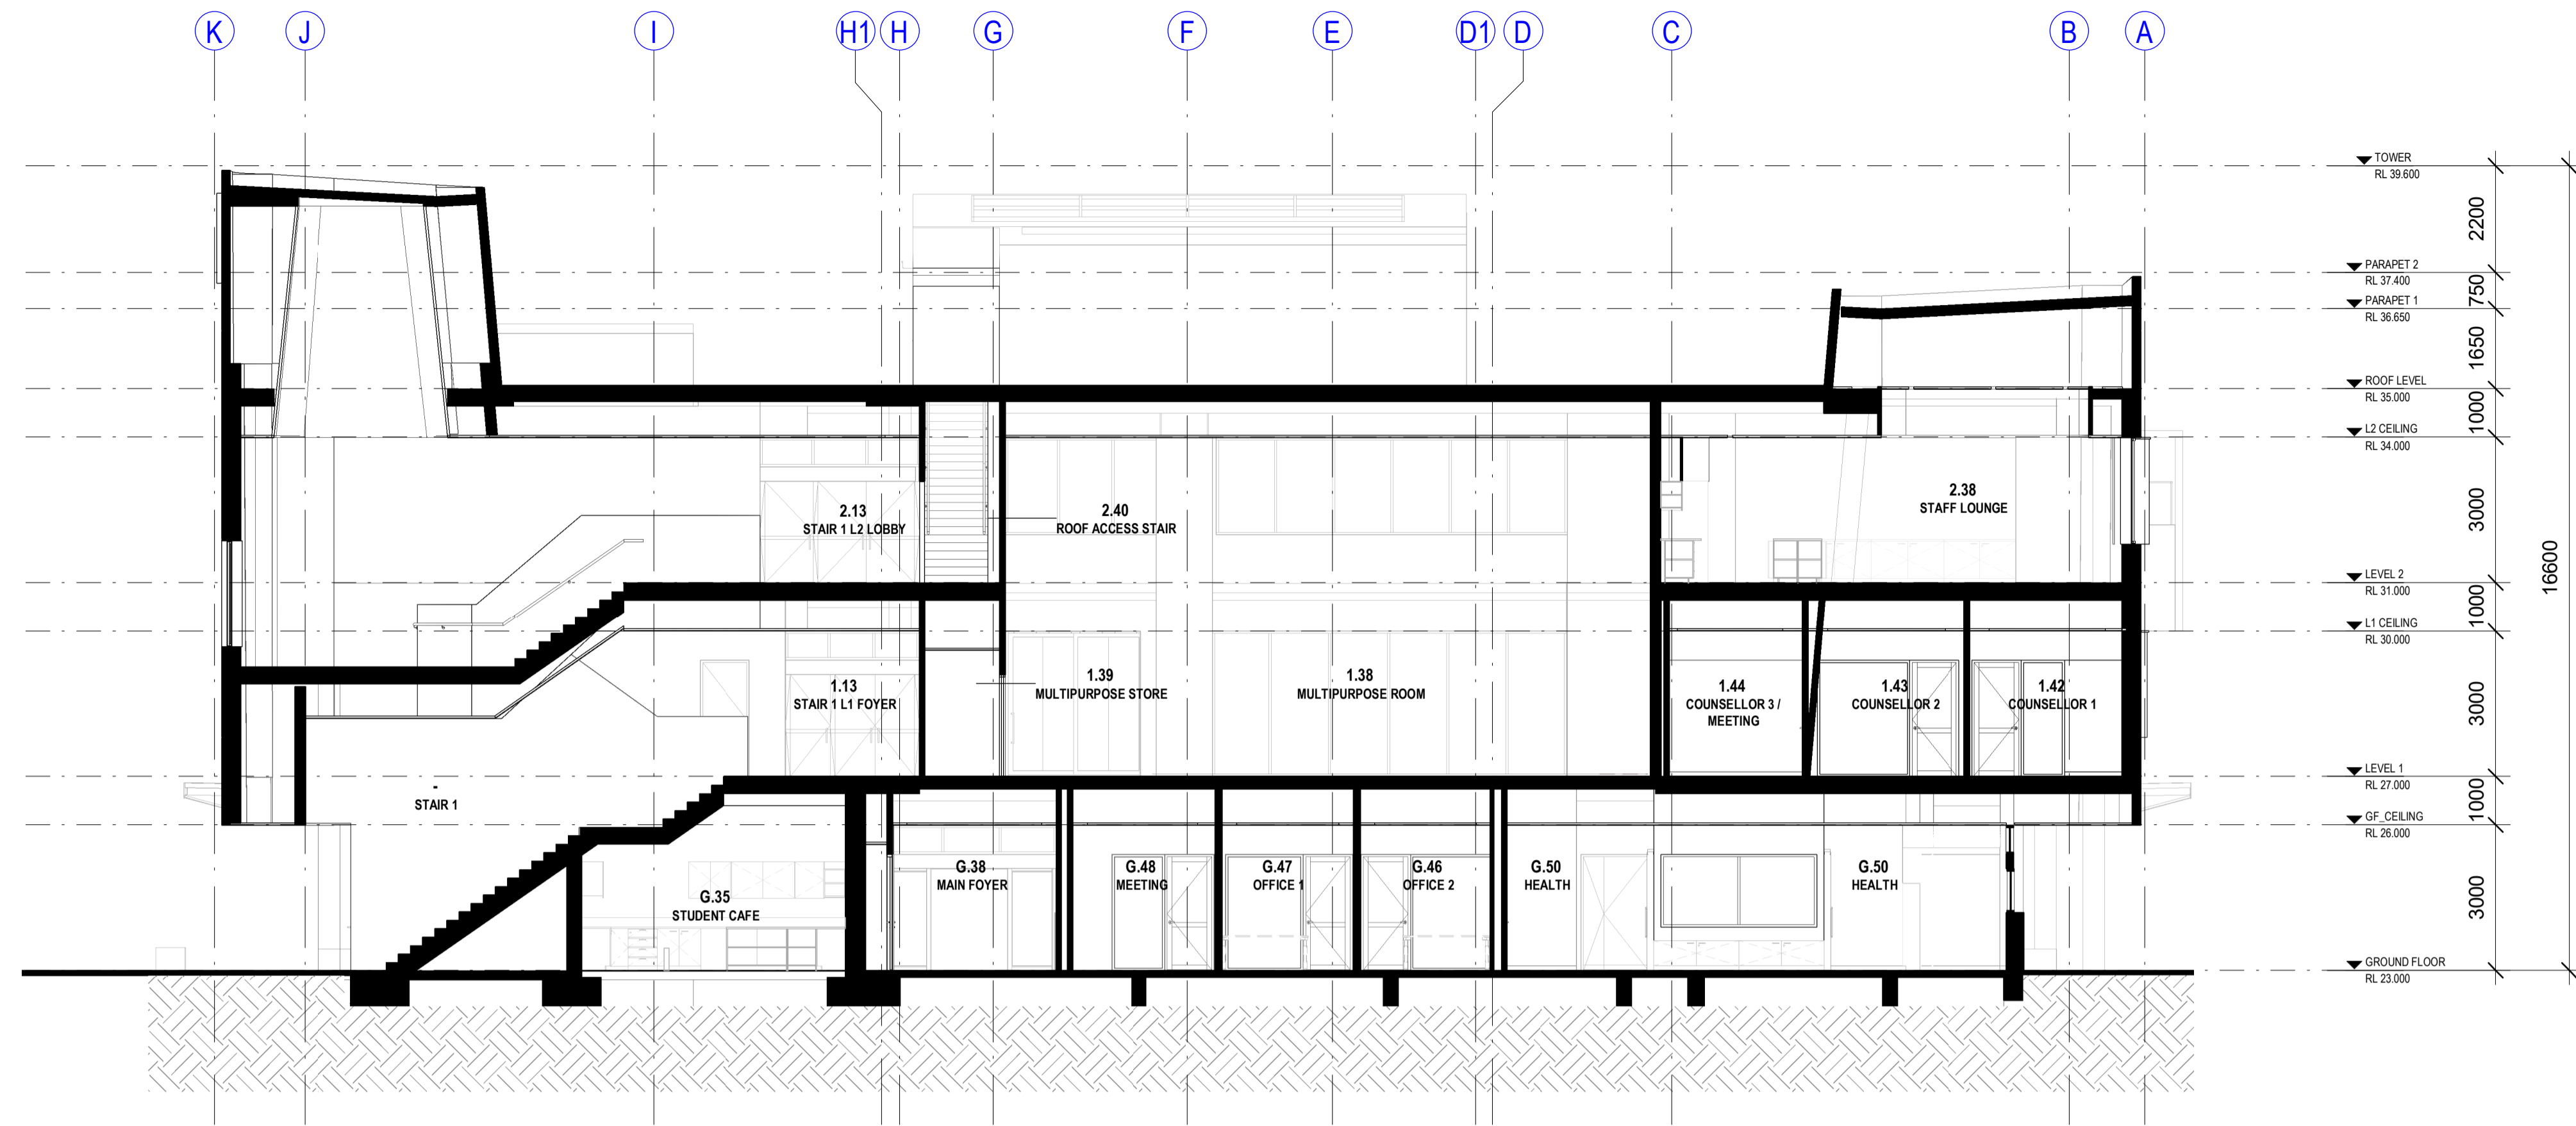 K J I H1 H G F E D1 D C B A
TOWER
RL 39.600
2200
PARAPET 2
RL 37.400
750
PARAPET 1
RL 36.650
1650
ROOF LEVEL
RL 35.000
1000
L2 CEILING
RL 34.000
3000
16600
LEVEL 2
RL 31.000
1000
L1 CEILING
RL 30.000
3000
LEVEL 1
RL 27.000
1000
GF_CEILING
RL 26.000
3000
GROUND FLOOR
RL 23.000
2.13
STAIR 1 L2 LOBBY
2.40
ROOF ACCESS STAIR
2.38
STAFF LOUNGE
1.13
STAIR 1 L1 FOYER
1.39
MULTIPURPOSE STORE
1.38
MULTIPURPOSE ROOM
1.44
COUNSELLOR 3 /
MEETING
1.43
COUNSELLOR 2
1.42
COUNSELLOR 1
-
STAIR 1
G.35
STUDENT CAFE
G.38
MAIN FOYER
G.48
MEETING
G.47
OFFICE 1
G.46
OFFICE 2
G.50
HEALTH
G.50
HEALTH